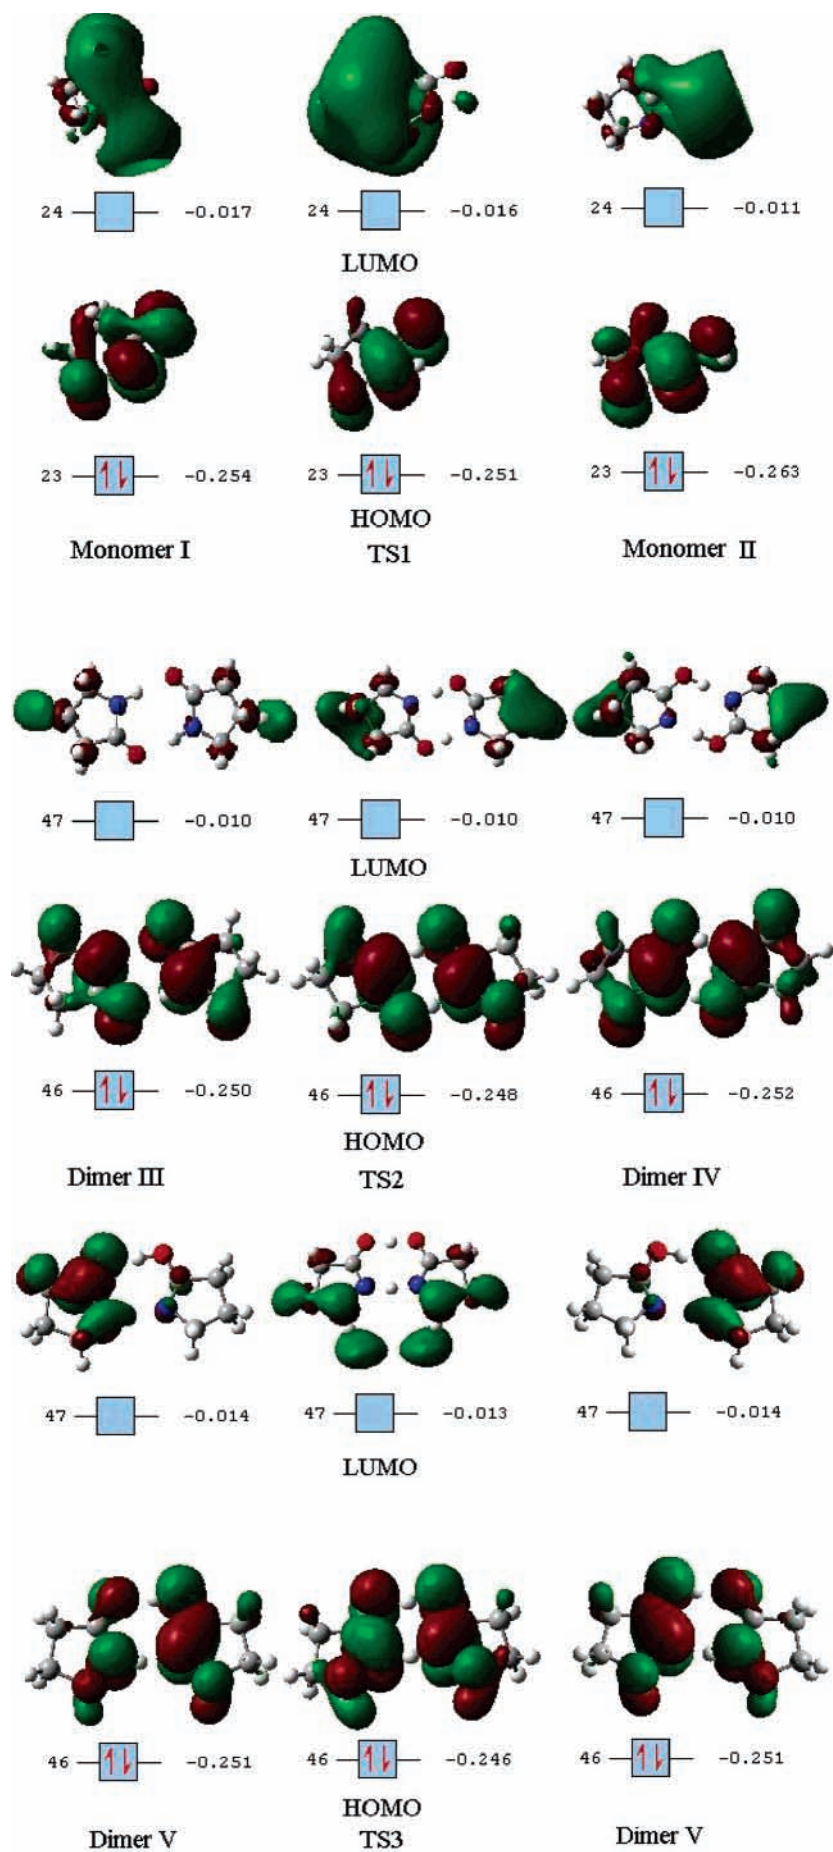 24 -0.017 24 -0.016 24 -0.011
LUMO
23 -0.254 23 -0.251 23 -0.263
HOMO
Monomer I TS1 Monomer II
47 -0.010 47 -0.010 47 -0.010
LUMO
46 -0.250 46 -0.248 46 -0.252
HOMO
Dimer III TS2 Dimer IV
47 -0.014 47 -0.013 47 -0.014
LUMO
46 -0.251 46 -0.246 46 -0.251
HOMO
Dimer V TS3 Dimer V